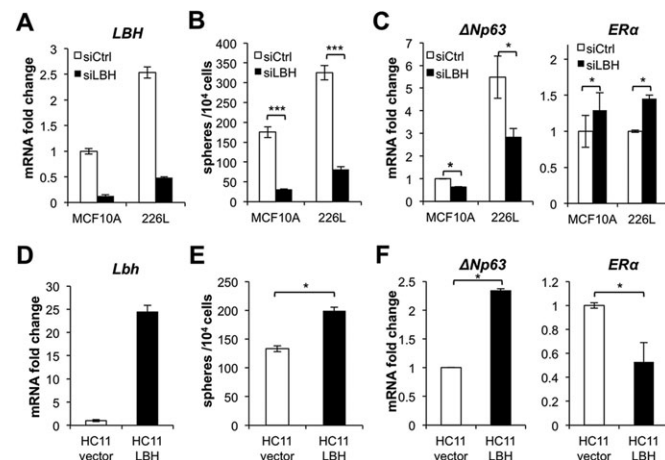 A
LBH
siCtrl
siLBH
mRNA fold change
3
2.5
2
1.5
1
0.5
0
MCF10A 226L
B
spheres /10⁴ cells
400
350
300
250
200
150
100
50
0
***
***
MCF10A 226L
C
ΔNp63
siCtrl
siLBH
mRNA fold change
7
6
5
4
3
2
1
0
*
*
MCF10A 226L
ERα
2
1.5
1
0.5
0
*
*
MCF10A 226L
D
Lbh
mRNA fold change
30
25
20
15
10
5
0
HC11 HC11
vector LBH
E
spheres /10⁴ cells
250
200
150
100
50
0
*
HC11 HC11
vector LBH
F
ΔNp63
mRNA fold change
2.5
2
1.5
1
0.5
0
*
HC11 HC11
vector LBH
ERα
1.2
1
0.8
0.6
0.4
0.2
0
*
HC11 HC11
vector LBH